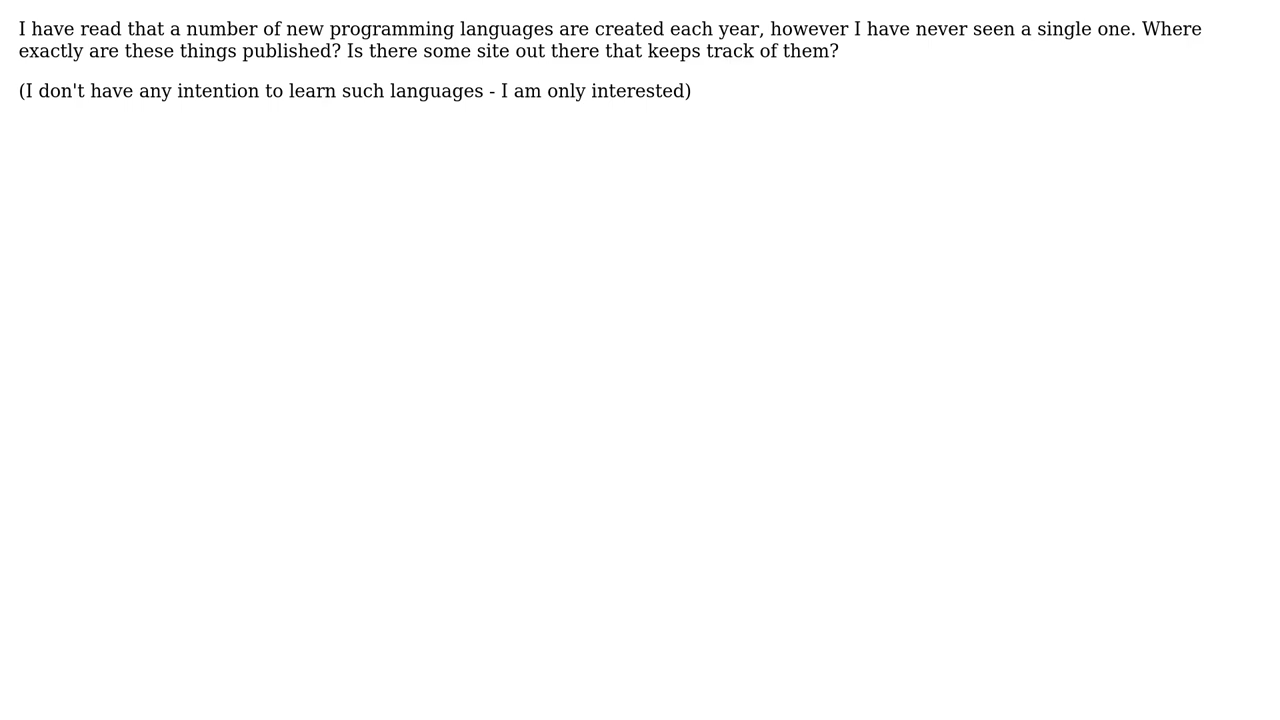 I have read that a number of new programming languages are created each year, however I have never seen a single one. Where
exactly are these things published? Is there some site out there that keeps track of them?
(I don't have any intention to learn such languages - I am only interested)